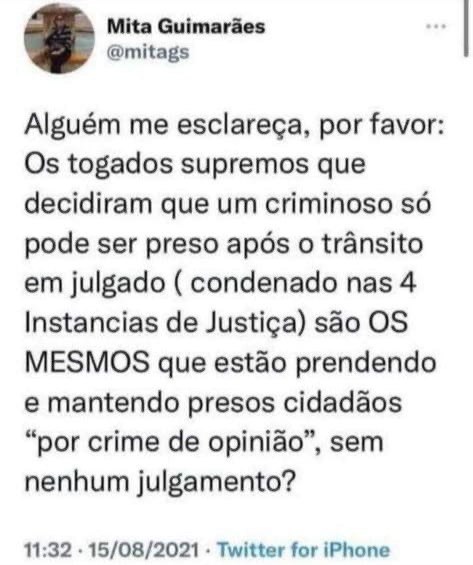 Mita Guimarães
@mitags
Alguém me esclareça, por favor:
Os togados supremos que
decidiram que um criminoso só
pode ser preso após o trânsito
em julgado ( condenado nas 4
Instancias de Justiça) são OS
MESMOS que estão prendendo
e mantendo presos cidadãos
“por crime de opinião”, sem
nenhum julgamento?
11:32 · 15/08/2021 · Twitter for iPhone